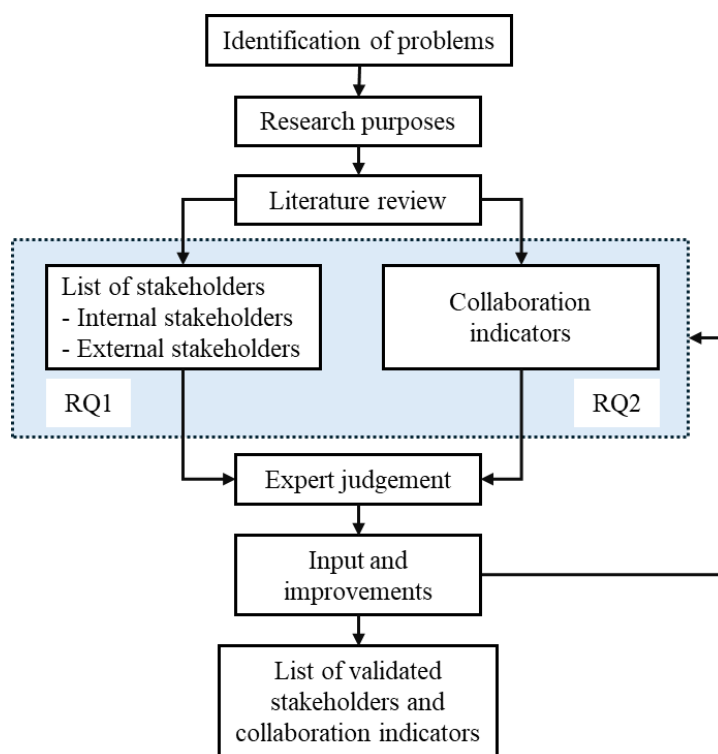 Identification of problems
Research purposes
Literature review
List of stakeholders
- Internal stakeholders
- External stakeholders
Collaboration
indicators
RQ1
RQ2
Expert judgement
Input and
improvements
List of validated
stakeholders and
collaboration indicators